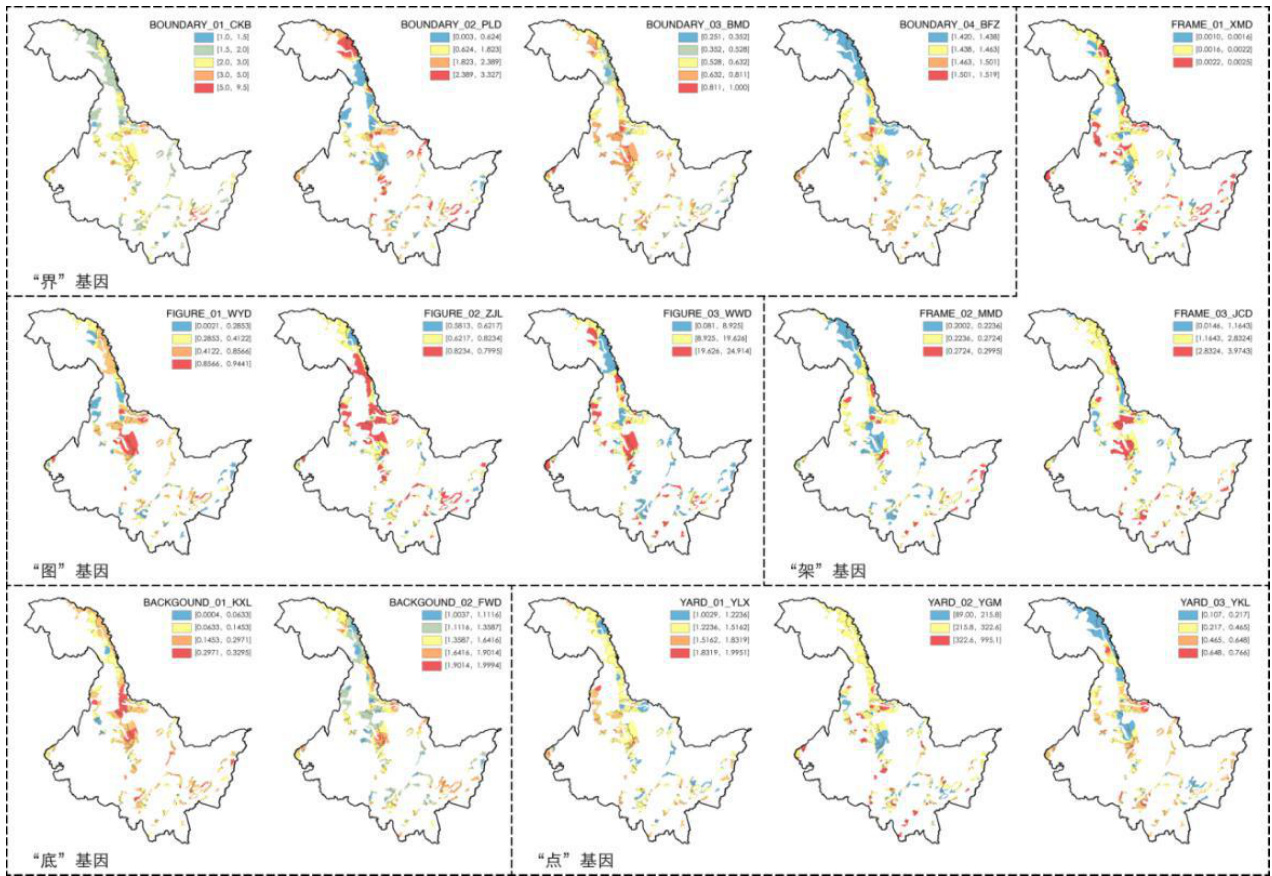 BOUNDARY_01_CKB
[1.0, 1.5]
[1.5, 2.0]
[2.0, 3.0]
[3.0, 5.0]
[5.0, 9.5]
BOUNDARY_02_PLD
[0.003, 0.624]
[0.624, 1.823]
[1.823, 2.389]
[2.389, 3.327]
BOUNDARY_03_BMD
[0.251, 0.352]
[0.352, 0.528]
[0.528, 0.632]
[0.632, 0.811]
[0.811, 1.000]
BOUNDARY_04_BFZ
[1.420, 1.438]
[1.438, 1.463]
[1.463, 1.501]
[1.501, 1.519]
“界”基因
FRAME_01_XMD
[0.0010, 0.0016]
[0.0016, 0.0022]
[0.0022, 0.0025]
FIGURE_01_WYD
[0.0021, 0.2853]
[0.2853, 0.4122]
[0.4122, 0.8566]
[0.8566, 0.9441]
FIGURE_02_ZJL
[0.5813, 0.6217]
[0.6217, 0.8234]
[0.8234, 0.7995]
FIGURE_03_WWD
[0.081, 8.925]
[8.925, 19.626]
[19.626, 24.914]
“图”基因
FRAME_02_MMD
[0.2002, 0.2236]
[0.2236, 0.2724]
[0.2724, 0.2995]
FRAME_03_JCD
[0.0146, 1.1643]
[1.1643, 2.8324]
[2.8324, 3.9743]
“架”基因
BACKGOUND_01_KXL
[0.0004, 0.0633]
[0.0633, 0.1453]
[0.1453, 0.2971]
[0.2971, 0.3295]
BACKGOUND_02_FWD
[1.0037, 1.1116]
[1.1116, 1.3587]
[1.3587, 1.6416]
[1.6416, 1.9014]
[1.9014, 1.9994]
“底”基因
YARD_01_YLX
[1.0029, 1.2236]
[1.2236, 1.5162]
[1.5162, 1.8319]
[1.8319, 1.9951]
YARD_02_YGM
[89.00, 215.8]
[215.8, 322.6]
[322.6, 995.1]
YARD_03_YKL
[0.107, 0.217]
[0.217, 0.465]
[0.465, 0.648]
[0.648, 0.766]
“点”基因